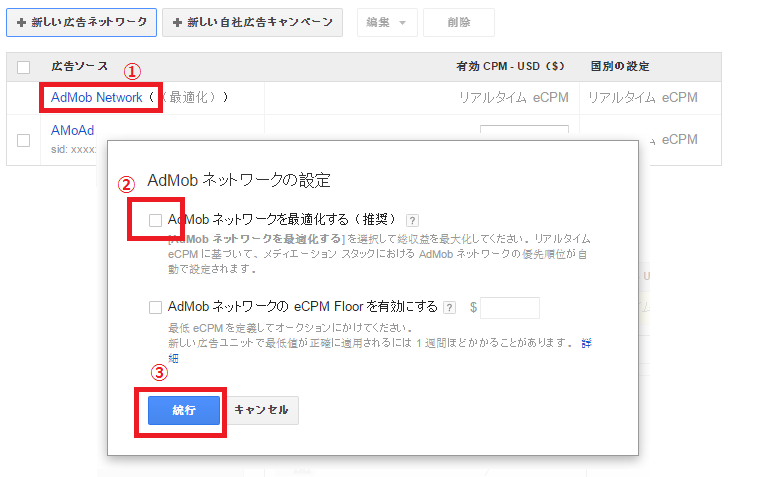 + 新しい広告ネットワーク + 新しい自社広告キャンペーン 編集 削除
広告ソース 有効 CPM - USD ($) 国別の設定
①
AdMob Network ( (最適化) ) リアルタイム eCPM リアルタイム eCPM
AMoAd eCPM
sid: xxxx
AdMob ネットワークの設定
②
AdMob ネットワークを最適化する (推奨) ?
[AdMob ネットワークを最適化する] を選択して総収益を最大化してください。リアルタイム
eCPM に基づいて、メディエーション スタックにおける AdMob ネットワークの優先順位が自
動で設定されます。
AdMob ネットワークの eCPM Floor を有効にする ? $
最低 eCPM を定義してオークションにかけてください。
新しい広告ユニットで最低値が正確に適用されるには 1 週間ほどかかることがあります。 詳
細
③
続行 キャンセル